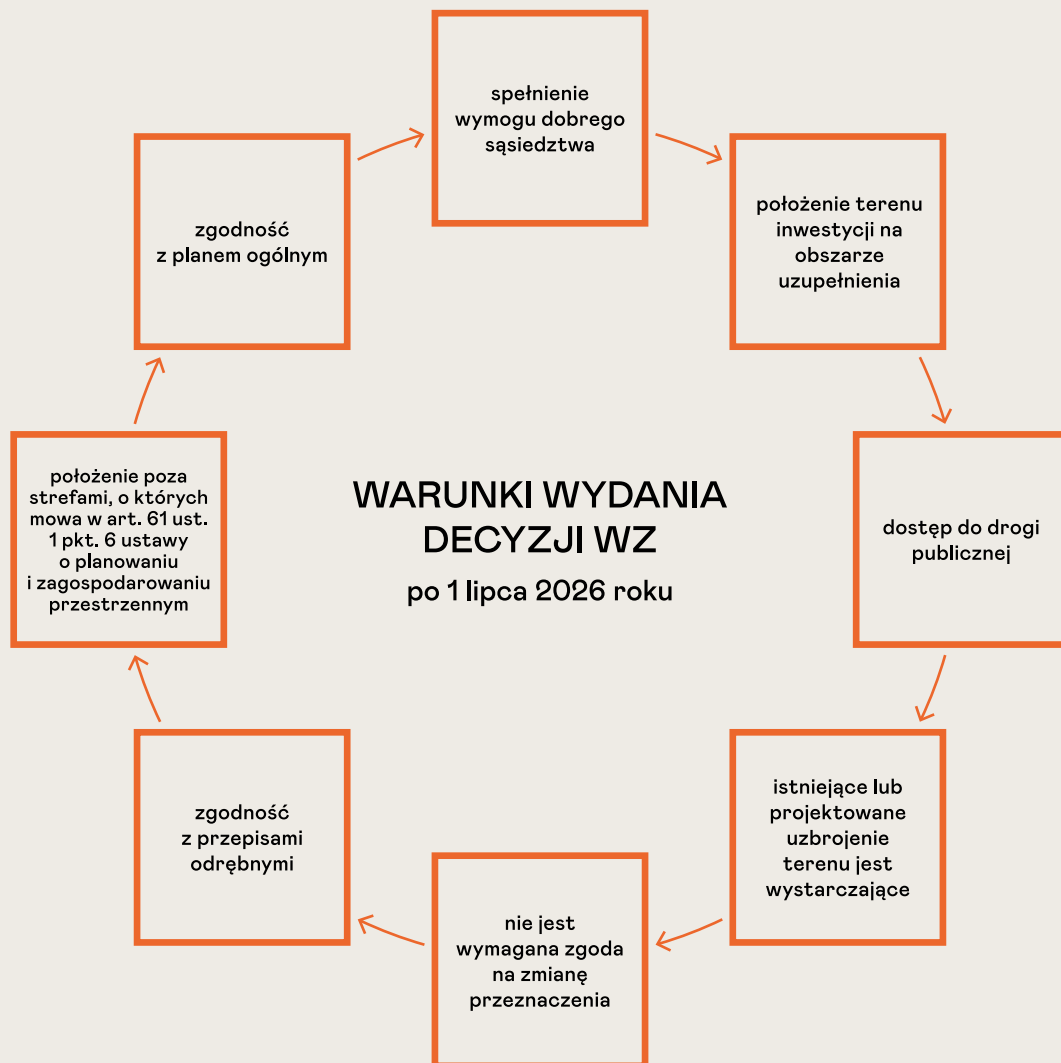 spełnienie
wymogu dobrego
sąsiedztwa
położenie terenu
inwestycji na
obszarze
uzupełnienia
dostęp do drogi
publicznej
istniejące lub
projektowane
uzbrojenie
terenu jest
wystarczające
nie jest
wymagana zgoda
na zmianę
przeznaczenia
zgodność
z przepisami
odrębnymi
położenie poza
strefami, o których
mowa w art. 61 ust.
1 pkt. 6 ustawy
o planowaniu
i zagospodarowaniu
przestrzennym
zgodność
z planem ogólnym
WARUNKI WYDANIA
DECYZJI WZ
po 1 lipca 2026 roku